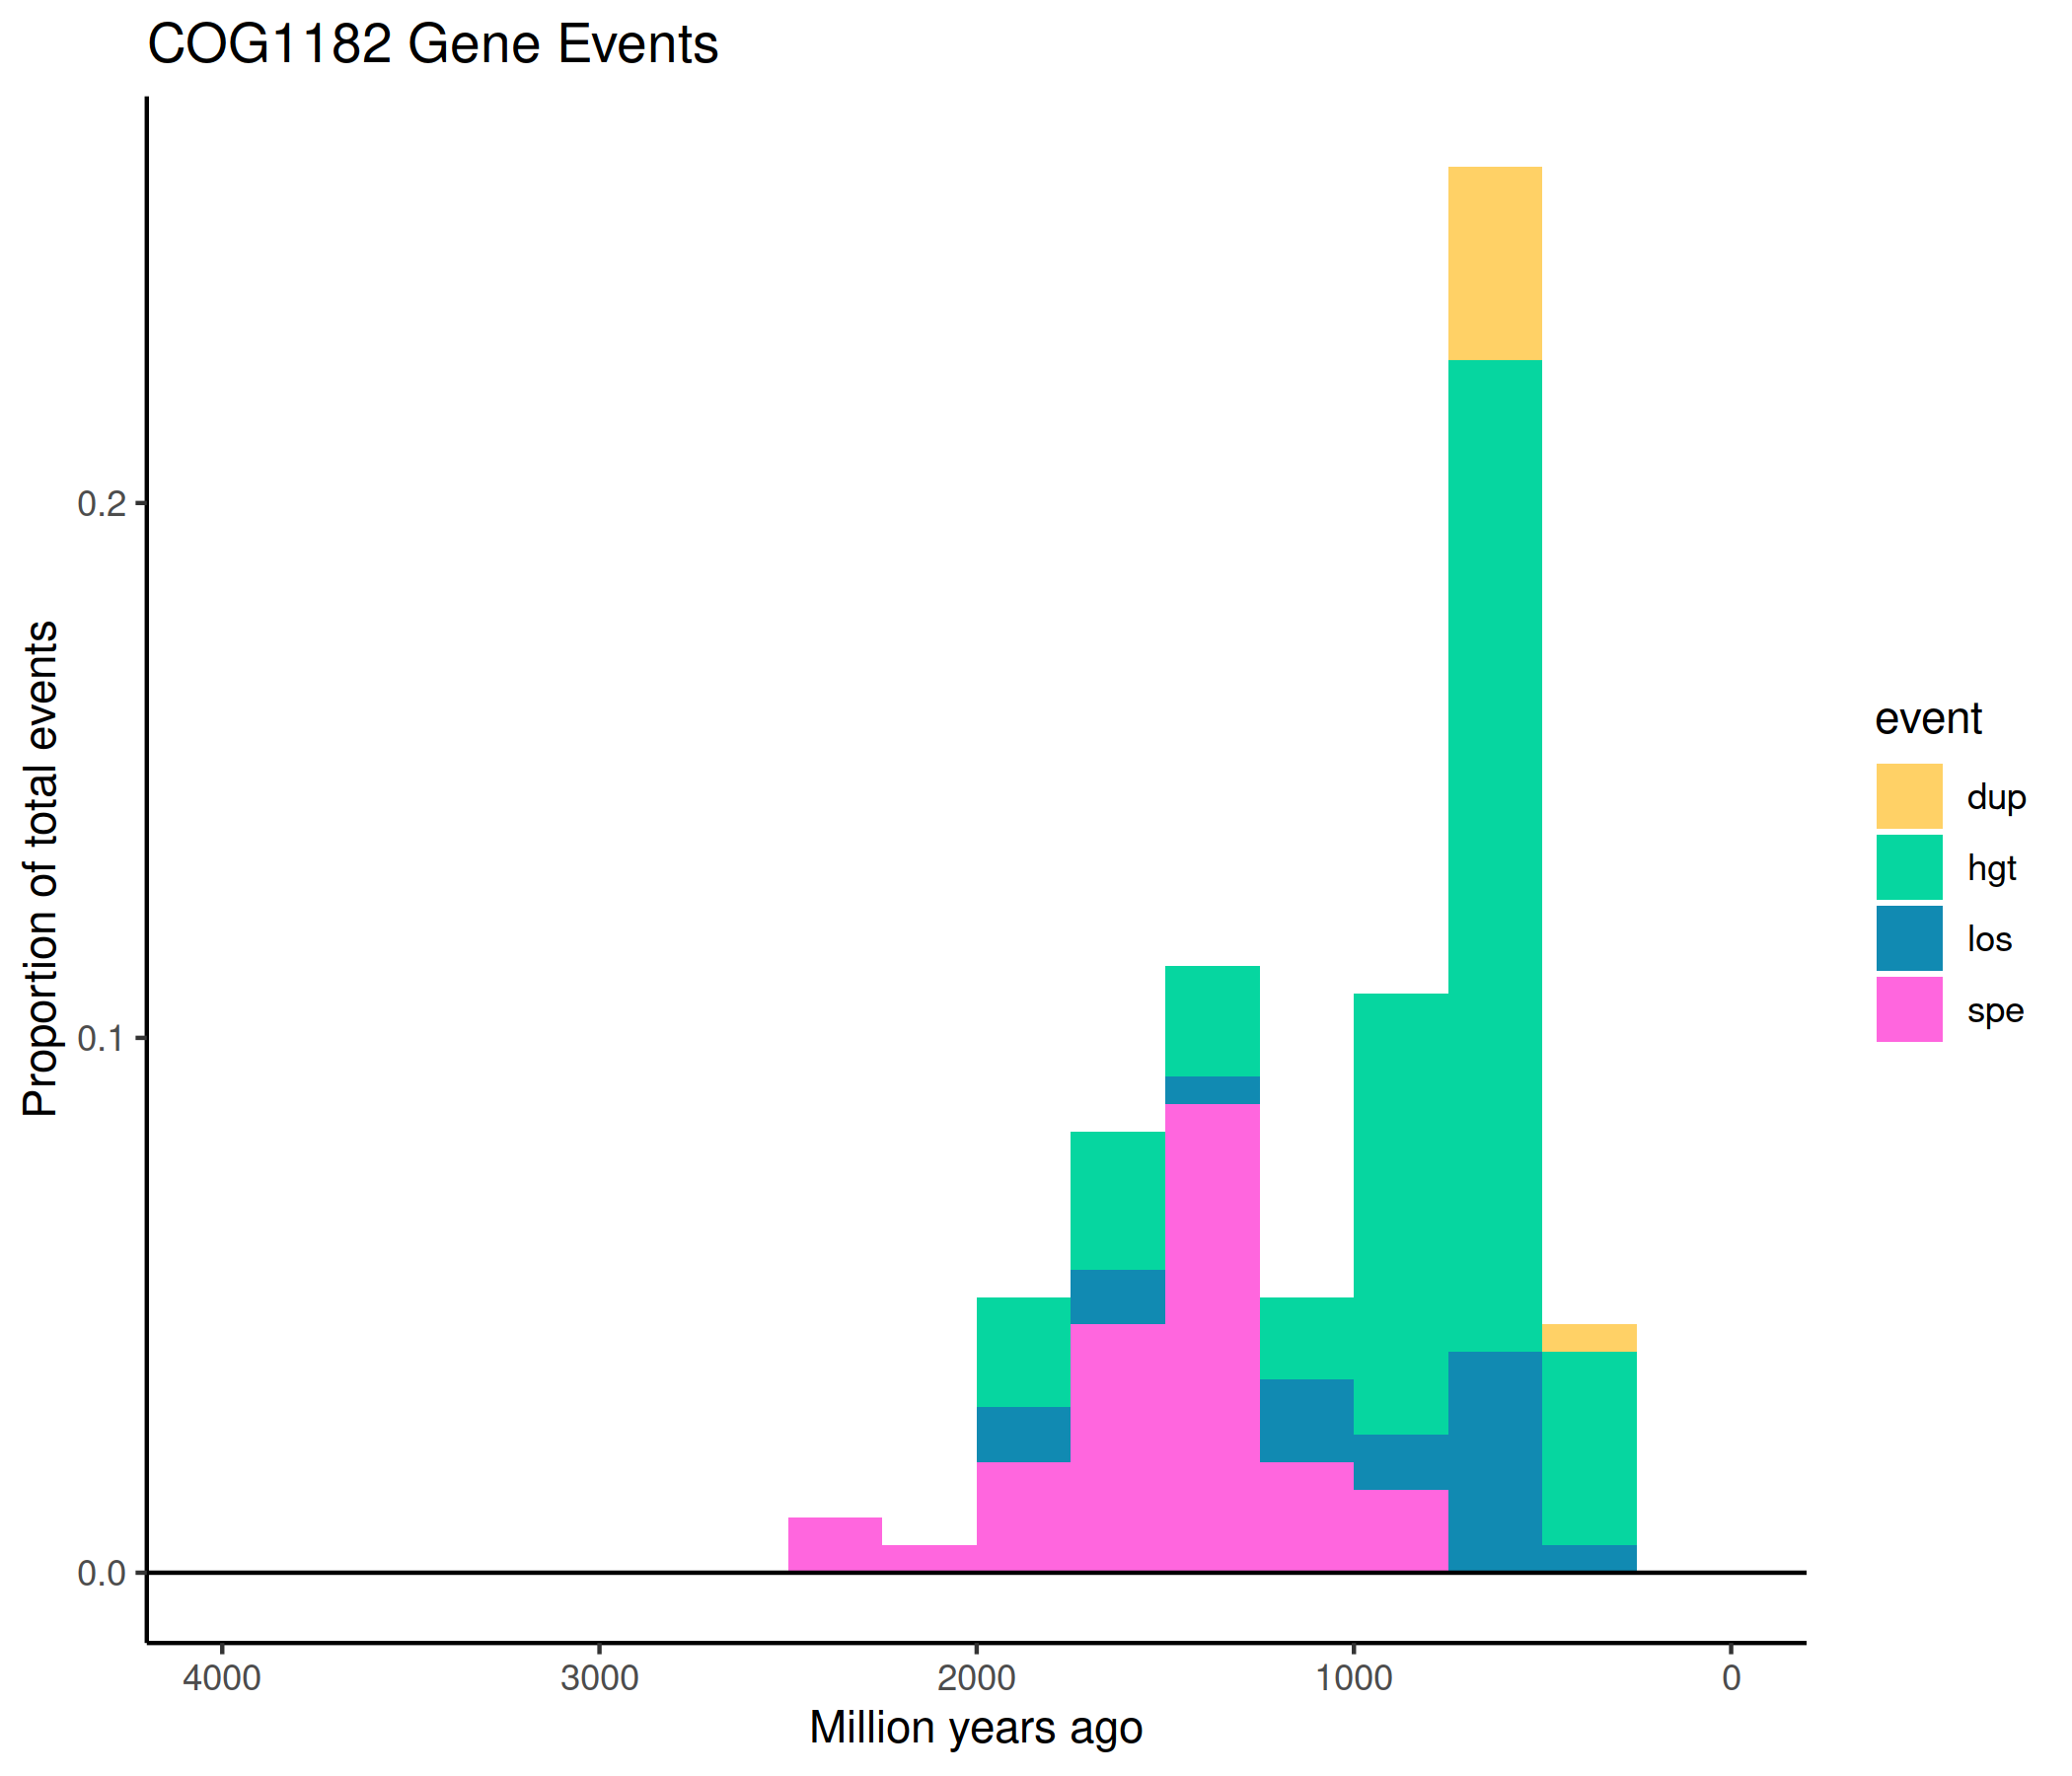 COG1182 Gene Events
Proportion of total events
0.2
0.1
0.0
4000 3000 2000 1000 0
Million years ago
event
dup
hgt
los
spe